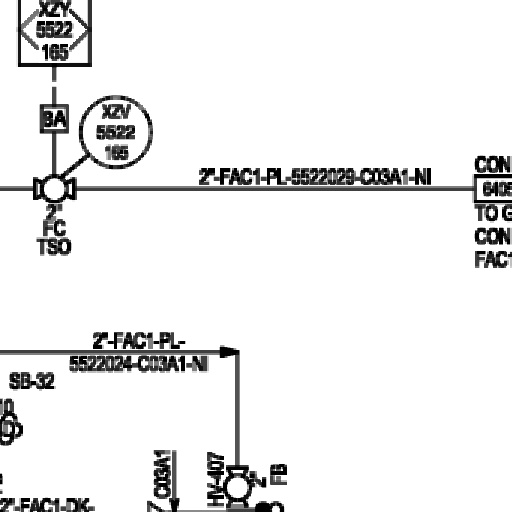 XZY
5522
165
BA
XZV
5522
165
2"-FAC1-PL-5522029-C03A1-NI
2"
FC
TSO
CON
6405
TO G
CON
FAC1
2"-FAC1-PL-
5522024-C03A1-NI
SB-32
10
C03A1
HV-407
2"
FB
2"-FAC1-DK-